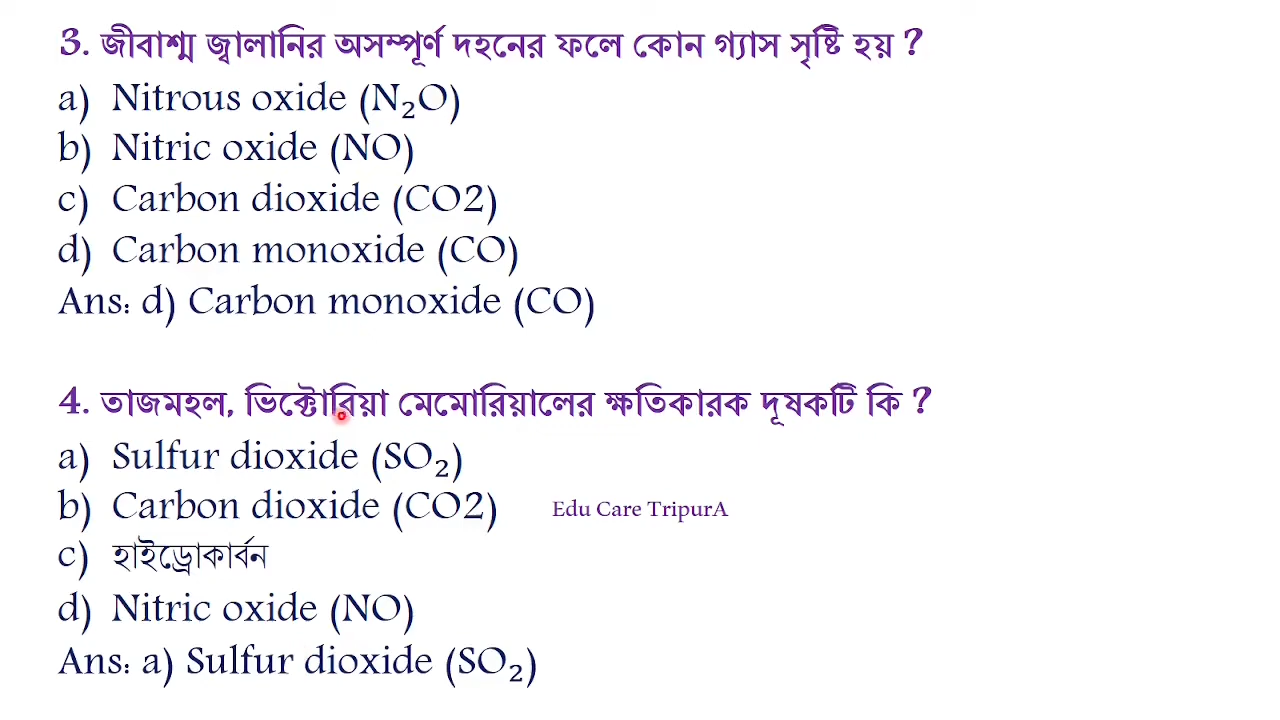 3. জীবাশ্ম জ্বালানির অসম্পূর্ণ দহনের ফলে কোন গ্যাস সৃষ্টি হয় ?
a) Nitrous oxide (N₂O)
b) Nitric oxide (NO)
c) Carbon dioxide (CO2)
d) Carbon monoxide (CO)
Ans: d) Carbon monoxide (CO)
4. তাজমহল, ভিক্টোরিয়া মেমোরিয়ালের ক্ষতিকারক দূষকটি কি ?
a) Sulfur dioxide (SO₂)
b) Carbon dioxide (CO2)
Edu Care TripurA
c) হাইড্রোকার্বন
d) Nitric oxide (NO)
Ans: a) Sulfur dioxide (SO₂)